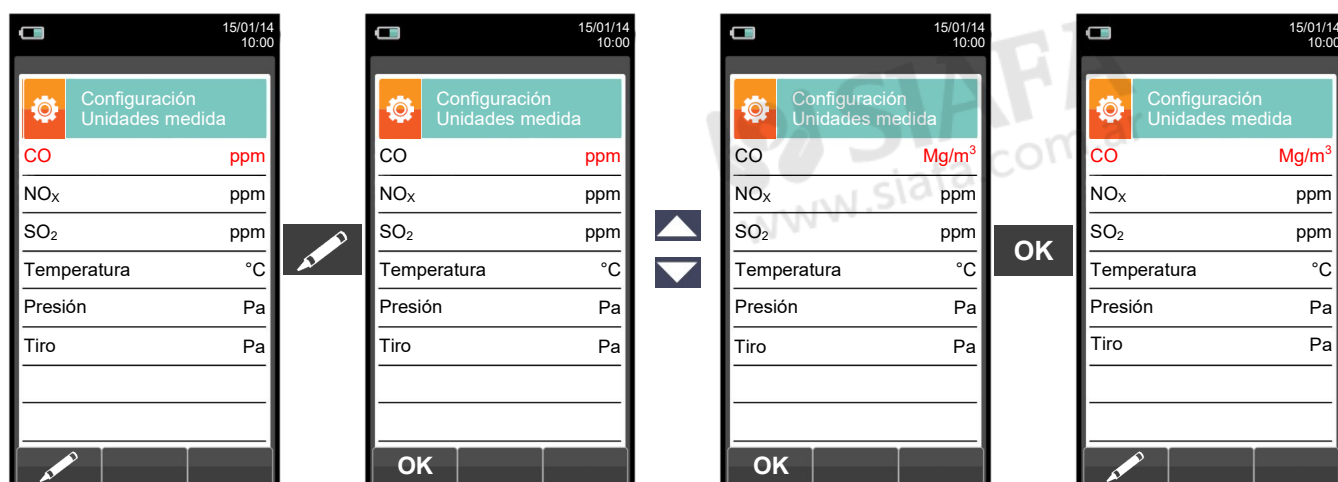 15/01/14
10:00
Configuración
Unidades medida
CO ppm
NOx ppm
SO2 ppm
Temperatura °C
Presión Pa
Tiro Pa
15/01/14
10:00
Configuración
Unidades medida
CO ppm
NOx ppm
SO2 ppm
Temperatura °C
Presión Pa
Tiro Pa
OK
15/01/14
10:00
Configuración
Unidades medida
CO Mg/m³
NOx ppm
SO2 ppm
Temperatura °C
Presión Pa
Tiro Pa
OK
OK
15/01/14
10:00
Configuración
Unidades medida
CO Mg/m³
NOx ppm
SO2 ppm
Temperatura °C
Presión Pa
Tiro Pa
SIAFA
www.siafa.com.ar